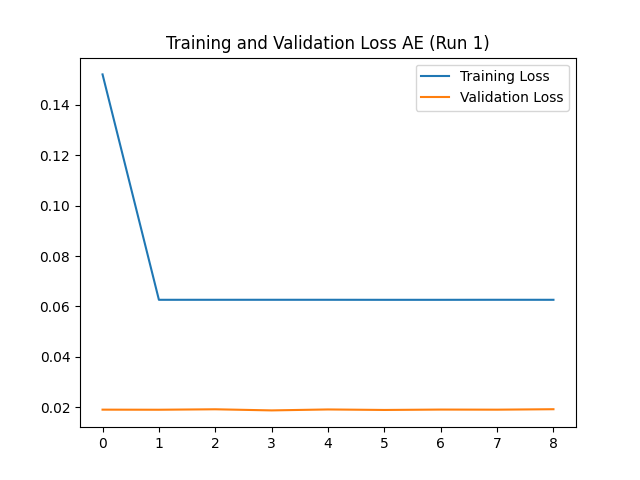 Training and Validation Loss AE (Run 1)
Training Loss
Validation Loss
0.14
0.12
0.10
0.08
0.06
0.04
0.02
0 1 2 3 4 5 6 7 8